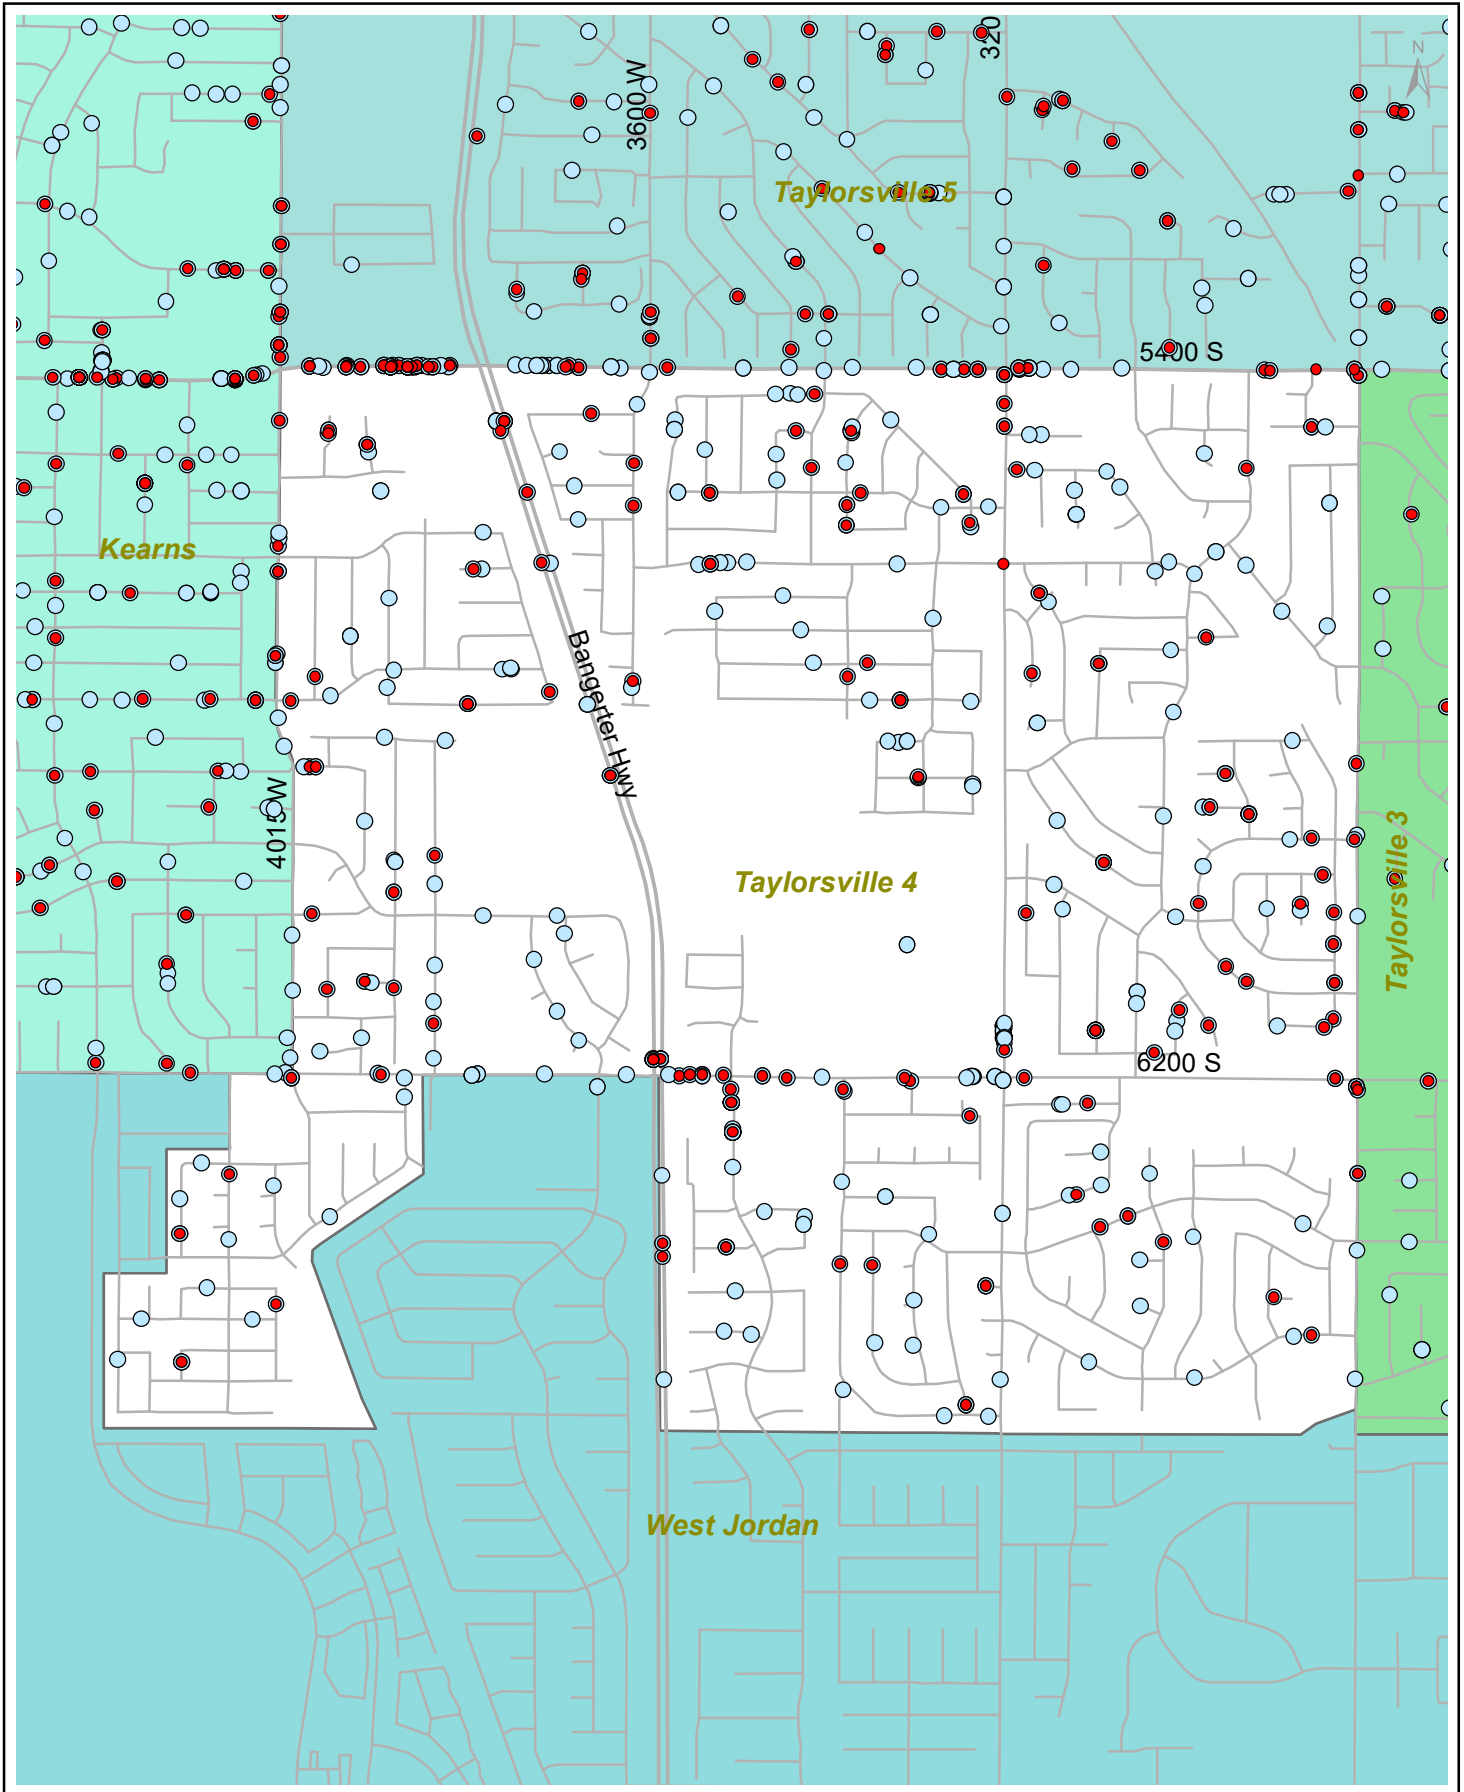 N
320
3600 W
Taylorsville 5
5400 S
Kearns
Bangerter Hwy
4015 W
Taylorsville 4
Taylorsville 3
6200 S
West Jordan